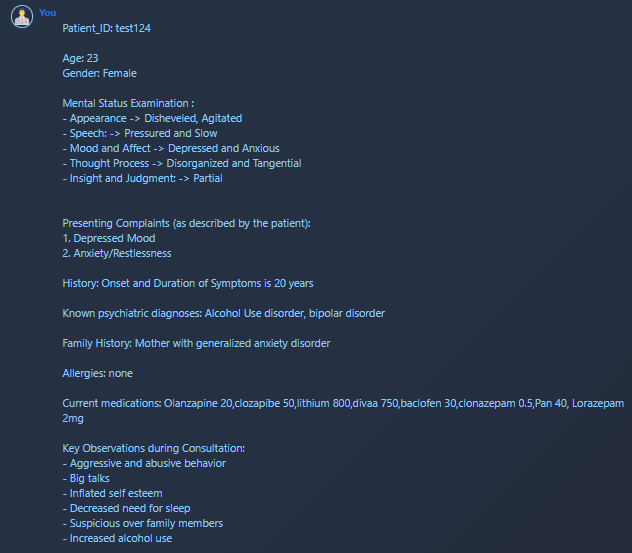 You
Patient_ID: test124
Age: 23
Gender: Female
Mental Status Examination :
- Appearance -> Disheveled, Agitated
- Speech: -> Pressured and Slow
- Mood and Affect -> Depressed and Anxious
- Thought Process -> Disorganized and Tangential
- Insight and Judgment: -> Partial
Presenting Complaints (as described by the patient):
1. Depressed Mood
2. Anxiety/Restlessness
History: Onset and Duration of Symptoms is 20 years
Known psychiatric diagnoses: Alcohol Use disorder, bipolar disorder
Family History: Mother with generalized anxiety disorder
Allergies: none
Current medications: Olanzapine 20,clozapibe 50,lithium 800,divaa 750,baclofen 30,clonazepam 0.5,Pan 40, Lorazepam
2mg
Key Observations during Consultation:
- Aggressive and abusive behavior
- Big talks
- Inflated self esteem
- Decreased need for sleep
- Suspicious over family members
- Increased alcohol use